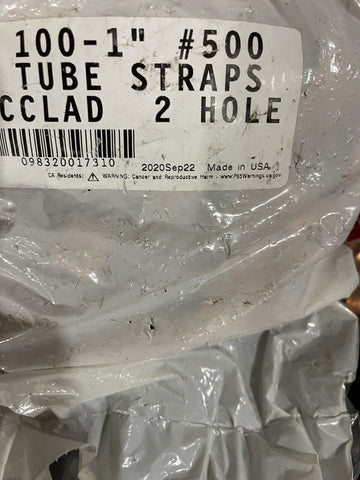 100-1" #500
TUBE STRAPS
CCLAD 2 HOLE
098320017310
2020Sep22 Made in USA
CA Residents: ⚠ WARNING: Cancer and Reproductive Harm - www.P65Warnings.ca.gov